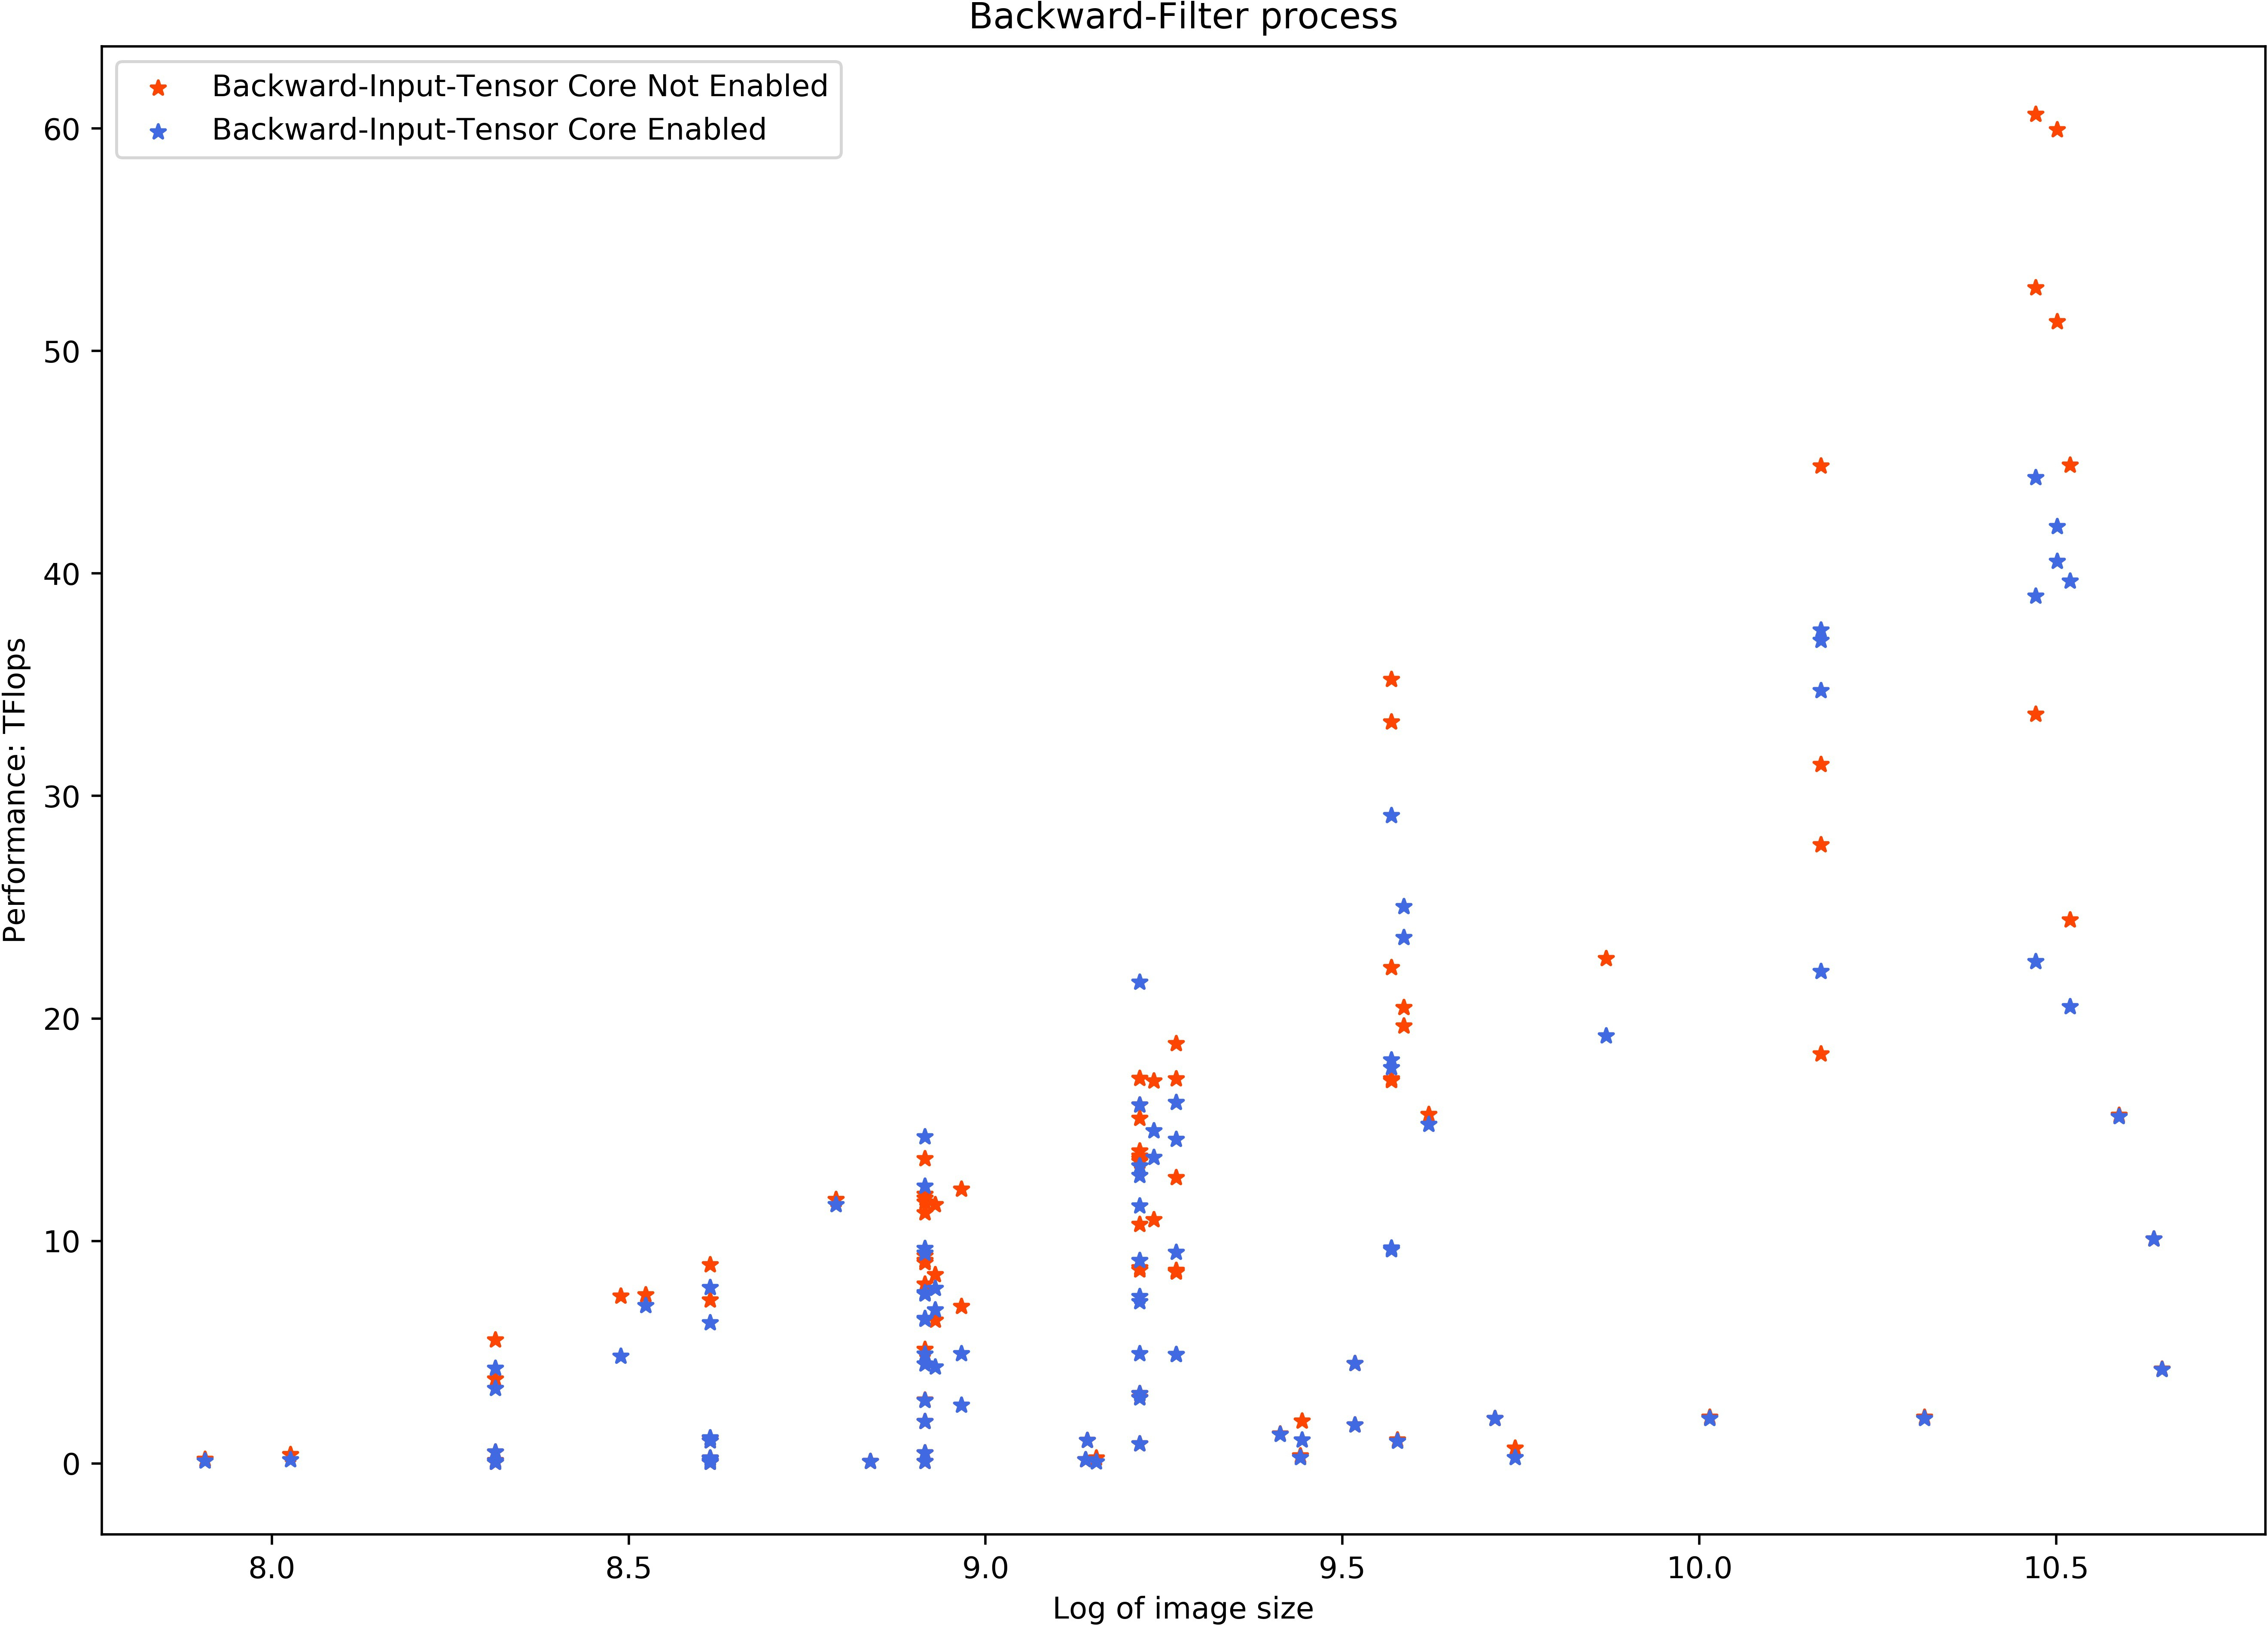 Backward-Filter process
Backward-Input-Tensor Core Not Enabled
Backward-Input-Tensor Core Enabled
Performance: TFlops
60
50
40
30
20
10
0
8.0 8.5 9.0 9.5 10.0 10.5
Log of image size